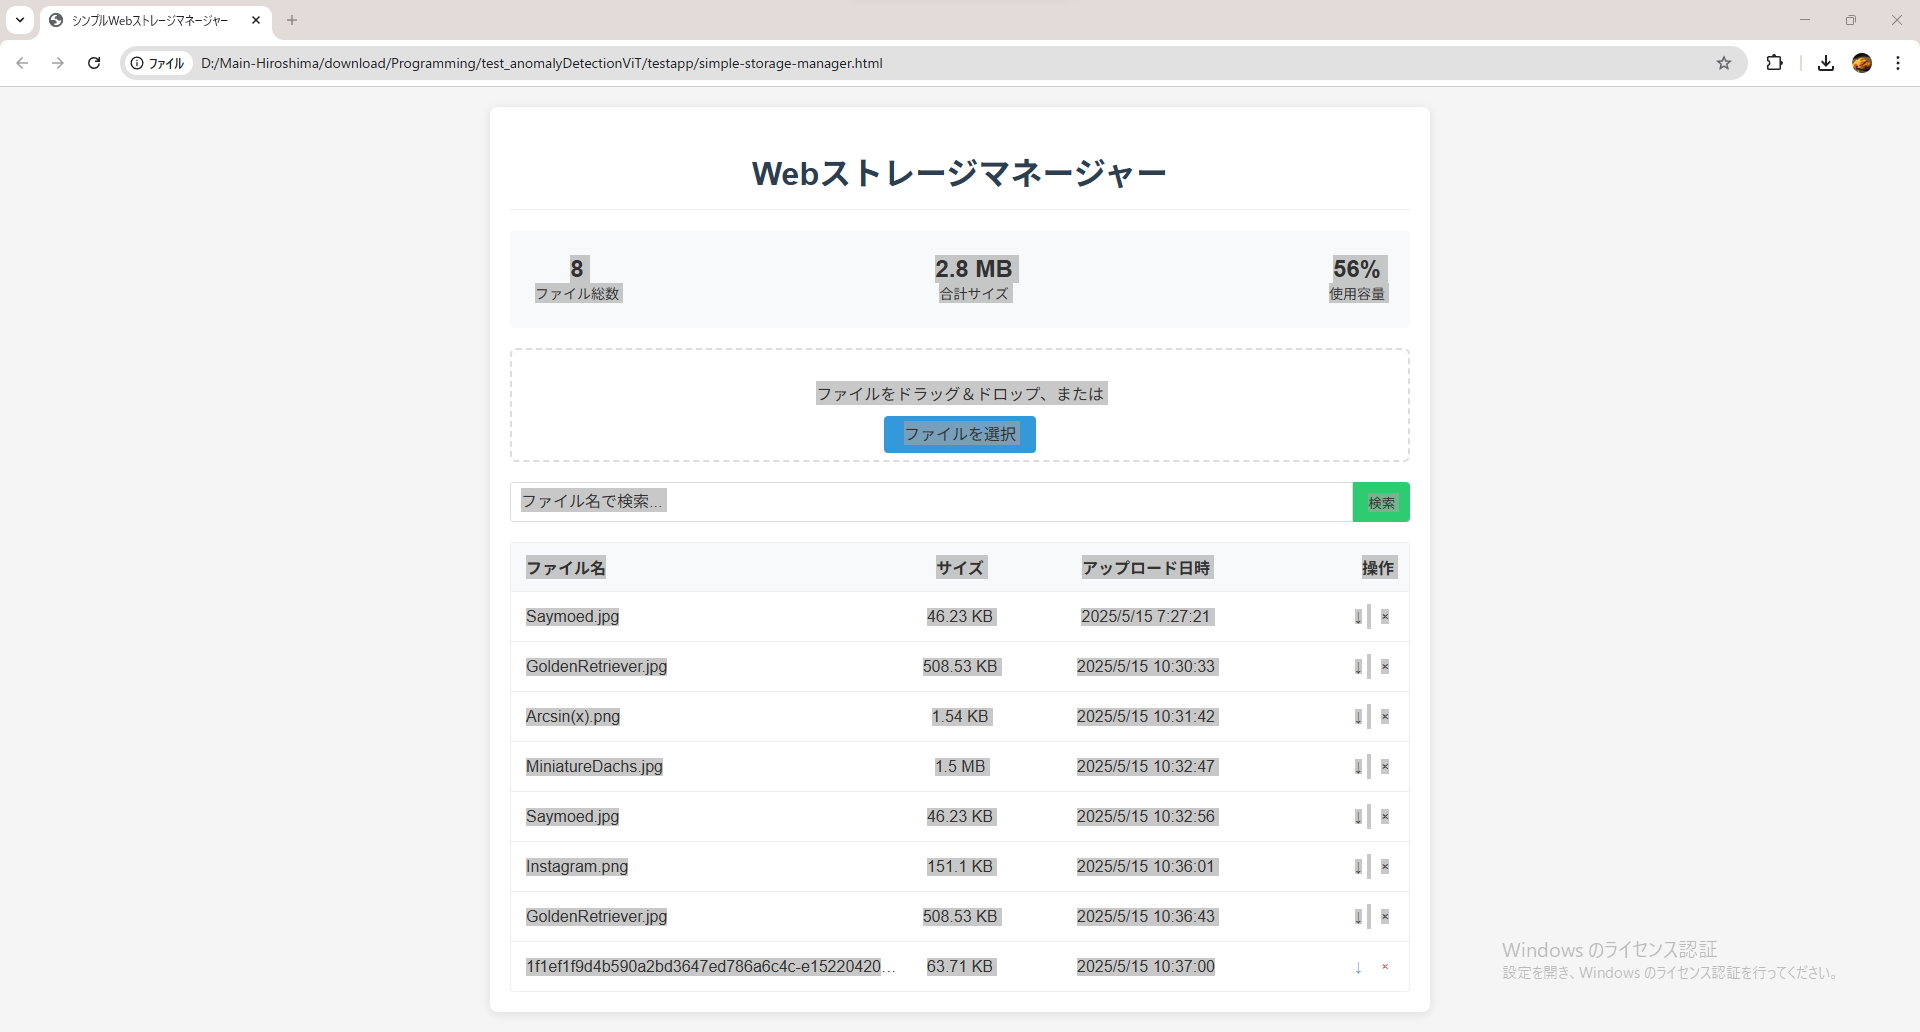 シンプルWebストレージマネージャー
ファイル
D:/Main-Hiroshima/download/Programming/test_anomalyDetectionViT/testapp/simple-storage-manager.html
Webストレージマネージャー
8 2.8 MB 56%
ファイル総数 合計サイズ 使用容量
ファイルをドラッグ＆ドロップ、または
ファイルを選択
ファイル名で検索... 検索
ファイル名 サイズ アップロード日時 操作
Saymoed.jpg 46.23 KB 2025/5/15 7:27:21 ↓ ×
GoldenRetriever.jpg 508.53 KB 2025/5/15 10:30:33 ↓ ×
Arcsin(x).png 1.54 KB 2025/5/15 10:31:42 ↓ ×
MiniatureDachs.jpg 1.5 MB 2025/5/15 10:32:47 ↓ ×
Saymoed.jpg 46.23 KB 2025/5/15 10:32:56 ↓ ×
Instagram.png 151.1 KB 2025/5/15 10:36:01 ↓ ×
GoldenRetriever.jpg 508.53 KB 2025/5/15 10:36:43 ↓ ×
1f1ef1f9d4b590a2bd3647ed786a6c4c-e15220420... 63.71 KB 2025/5/15 10:37:00 ↓ ×
Windows のライセンス認証
設定を開き、Windows のライセンス認証を行ってください。